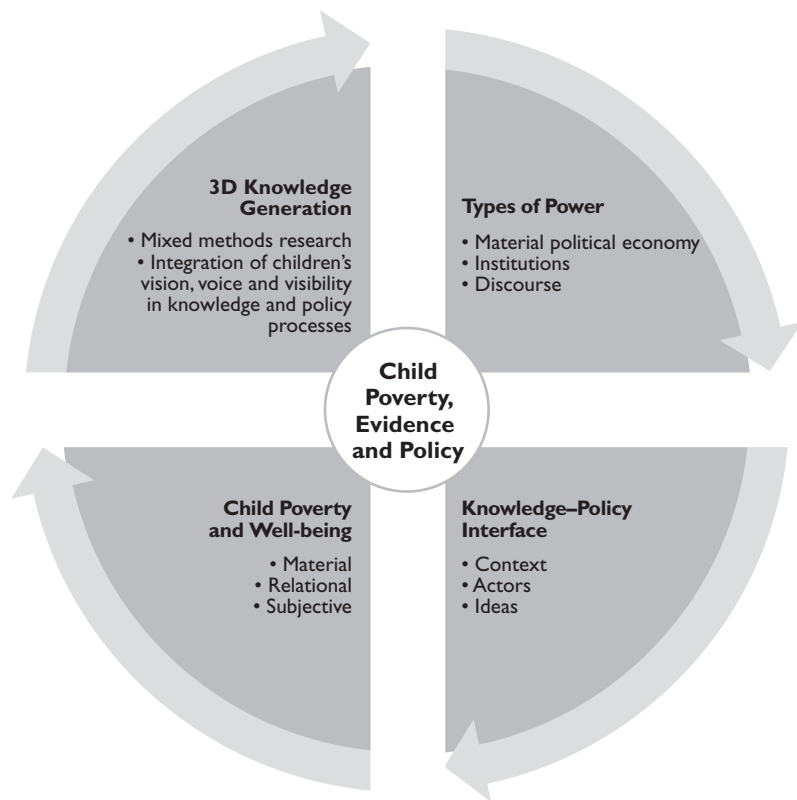 3D Knowledge
Generation
• Mixed methods research
• Integration of children’s
vision, voice and visibility
in knowledge and policy
processes
Types of Power
• Material political economy
• Institutions
• Discourse
Child
Poverty,
Evidence
and Policy
Child Poverty
and Well-being
• Material
• Relational
• Subjective
Knowledge–Policy
Interface
• Context
• Actors
• Ideas